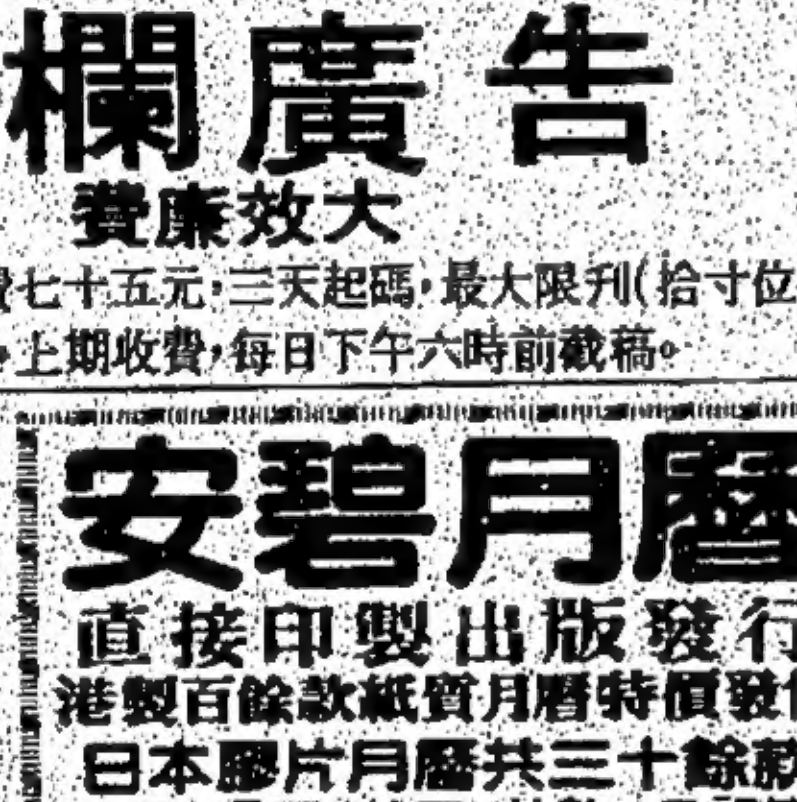 欄廣告
費廉效大
費七十五元，三天起碼，最大限刊(拾寸位
，上期收費，每日下午六時前截稿。
安碧月曆
直接印製出版發行
港製百餘款紙質月曆特價發
日本膠片月曆共三十餘款